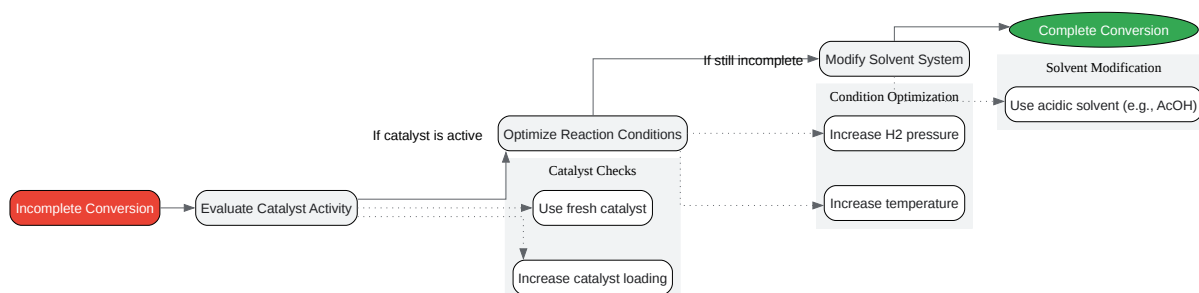 Complete Conversion
If still incomplete
Modify Solvent System
Solvent Modification
Condition Optimization
Use acidic solvent (e.g., AcOH)
If catalyst is active
Optimize Reaction Conditions
Increase H2 pressure
Catalyst Checks
Incomplete Conversion
Evaluate Catalyst Activity
Use fresh catalyst
Increase temperature
Increase catalyst loading